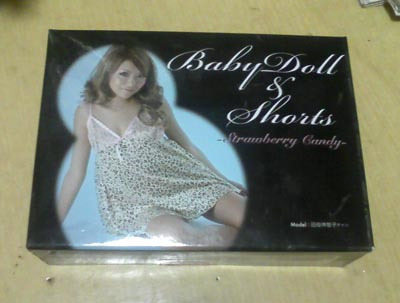 Baby Doll
&
Shorts
-Strawberry Candy-
Model